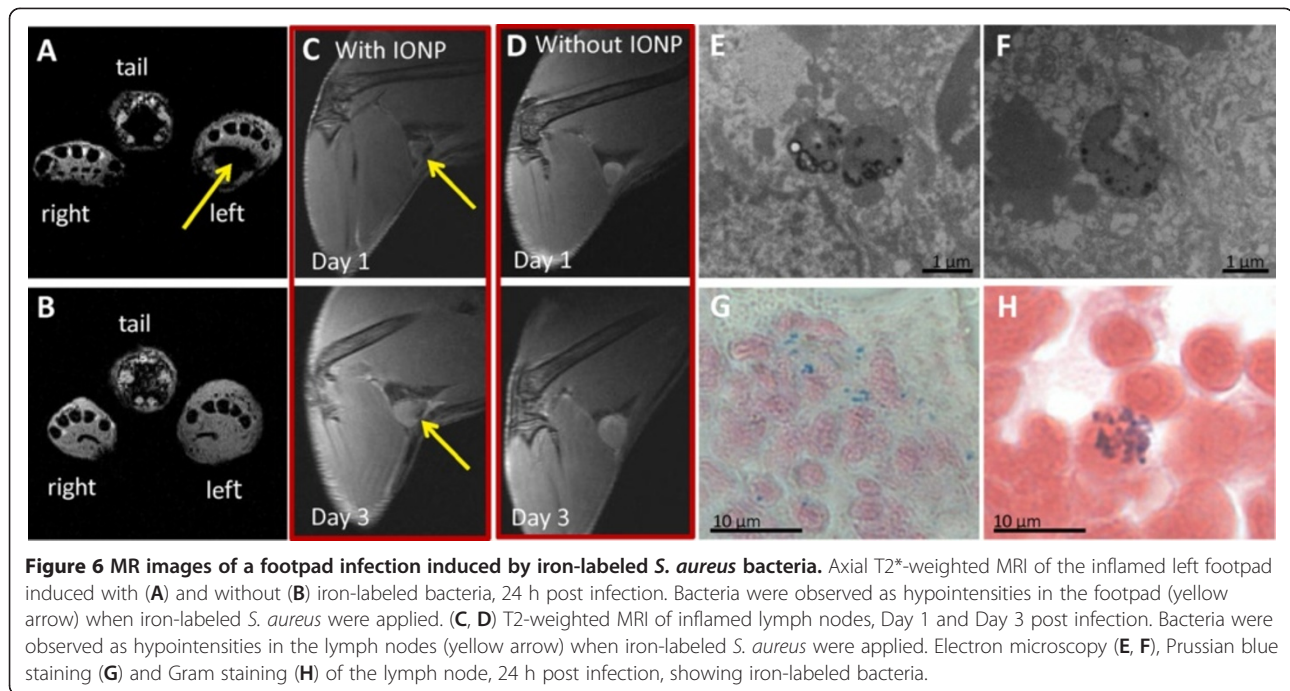 A
tail
right
left
B
tail
right
left
C With IONP
Day 1
Day 3
D Without IONP
Day 1
Day 3
E
1 µm
F
1 µm
G
10 µm
H
10 µm
Figure 6 MR images of a footpad infection induced by iron-labeled S. aureus bacteria. Axial T2*-weighted MRI of the inflamed left footpad
induced with (A) and without (B) iron-labeled bacteria, 24 h post infection. Bacteria were observed as hypointensities in the footpad (yellow
arrow) when iron-labeled S. aureus were applied. (C, D) T2-weighted MRI of inflamed lymph nodes, Day 1 and Day 3 post infection. Bacteria were
observed as hypointensities in the lymph nodes (yellow arrow) when iron-labeled S. aureus were applied. Electron microscopy (E, F), Prussian blue
staining (G) and Gram staining (H) of the lymph node, 24 h post infection, showing iron-labeled bacteria.